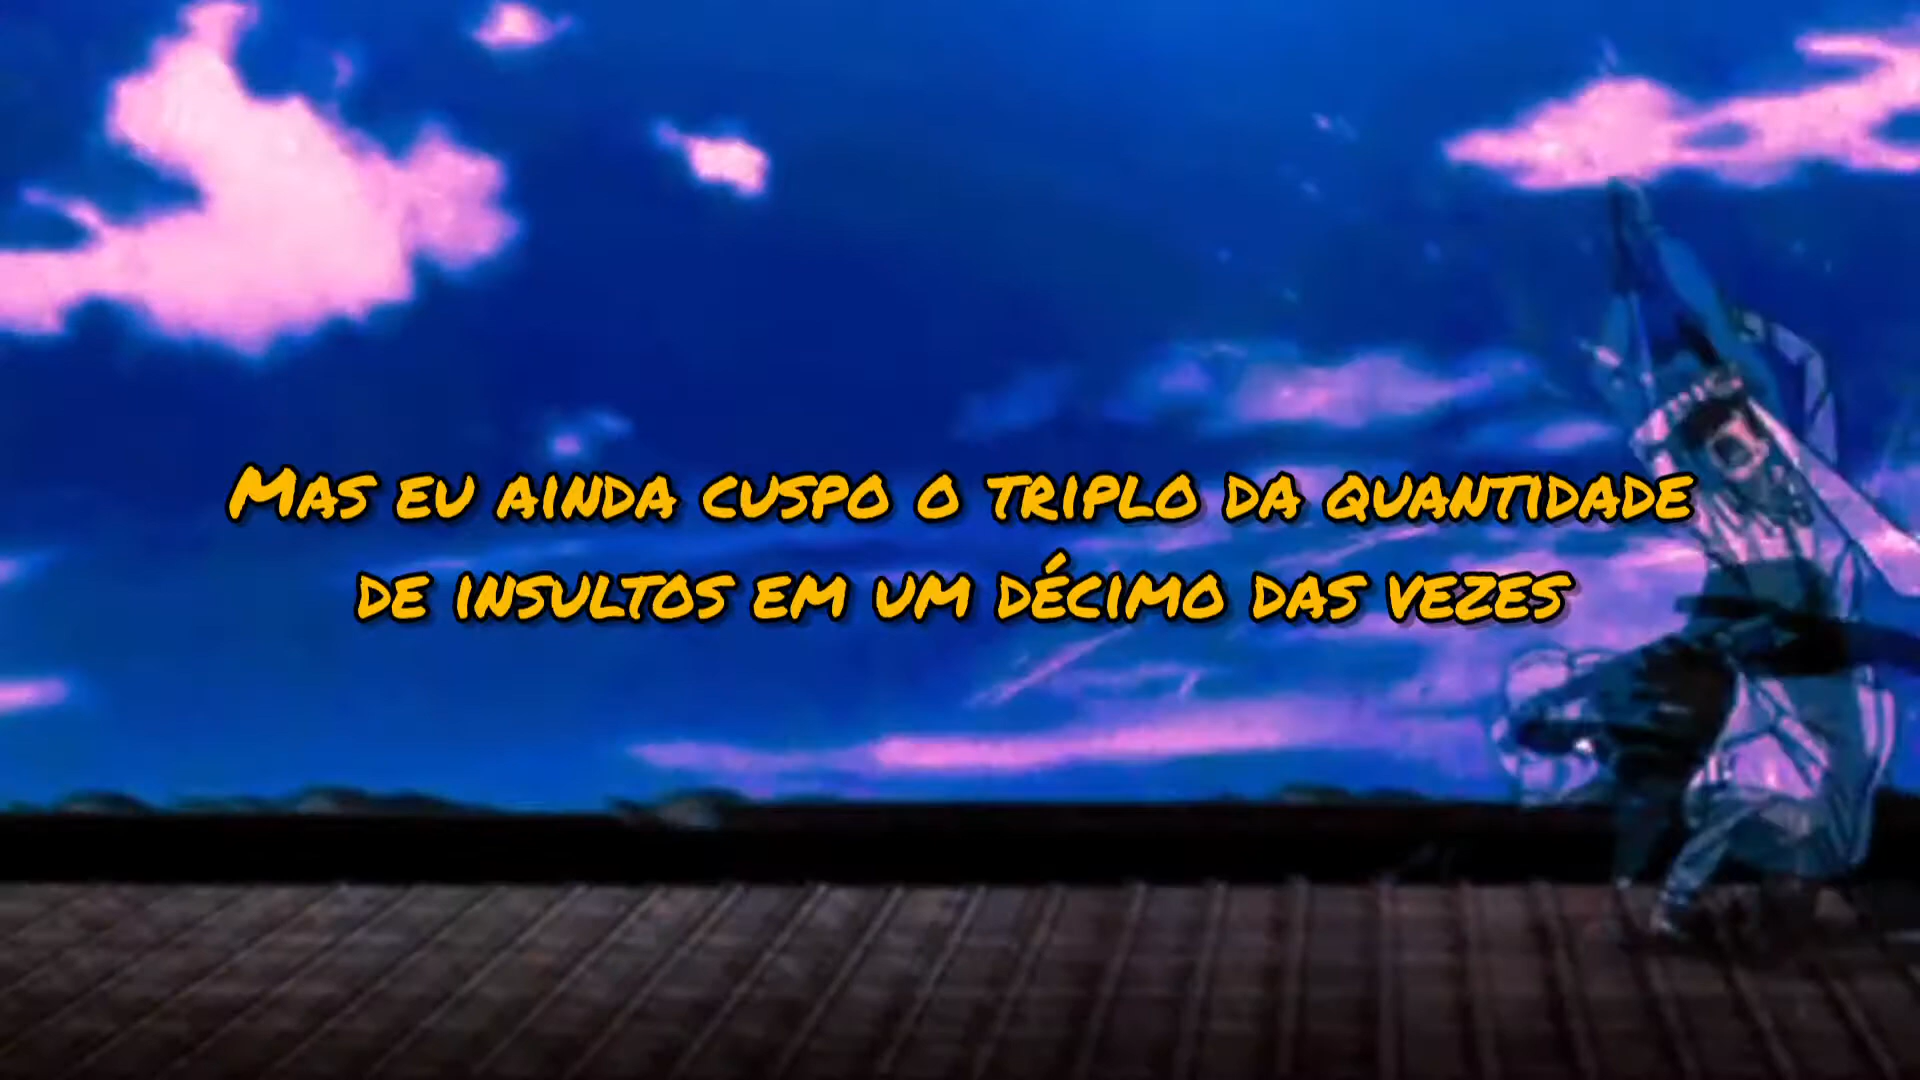 Mas eu ainda cuspo o triplo da quantidade
de insultos em um décimo das vezes